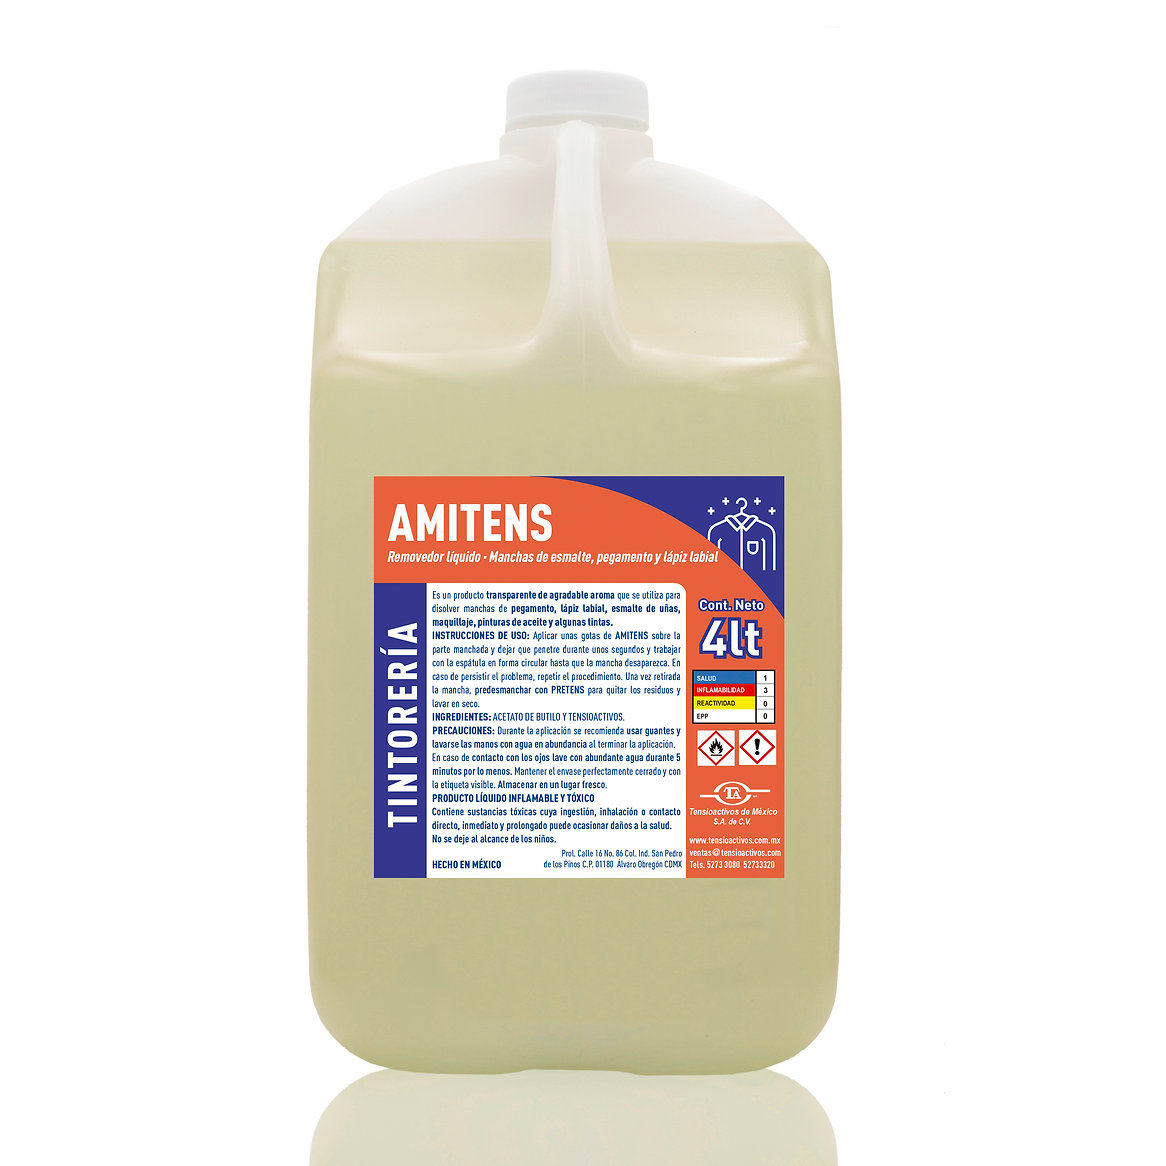 AMITENS
Removedor líquido · Manchas de esmalte, pegamento y lápiz labial
TINTORERÍA
Es un producto transparente de agradable aroma que se utiliza para
disolver manchas de pegamento, lápiz labial, esmalte de uñas,
maquillaje, pinturas de aceite y algunas tintas.
INSTRUCCIONES DE USO: Aplicar unas gotas de AMITENS sobre la
parte manchada y dejar que penetre durante unos segundos y trabajar
con la espátula en forma circular hasta que la mancha desaparezca. En
caso de persistir el problema, repetir el procedimiento. Una vez retirada
la mancha, predesmanchar con PRETENS para quitar los residuos y
lavar en seco.
INGREDIENTES: ACETATO DE BUTILO Y TENSIOACTIVOS.
PRECAUCIONES: Durante la aplicación se recomienda usar guantes y
lavarse las manos con agua en abundancia al terminar la aplicación.
En caso de contacto con los ojos lave con abundante agua durante 5
minutos por lo menos. Mantener el envase perfectamente cerrado y con
la etiqueta visible. Almacenar en un lugar fresco.
PRODUCTO LÍQUIDO INFLAMABLE Y TÓXICO
Contiene sustancias tóxicas cuya ingestión, inhalación o contacto
directo, inmediato y prolongado puede ocasionar daños a la salud.
No se deje al alcance de los niños.
Prol. Calle 16 No. 86 Col. Ind. San Pedro
de los Pinos C.P. 01180 Álvaro Obregón CDMX
HECHO EN MÉXICO
Cont. Neto
4lt
SALUD 1
INFLAMABILIDAD 3
REACTIVIDAD 0
EPP 0
TA
Tensioactivos de México
S.A. de C.V.
www.tensioactivos.com.mx
ventas@tensioactivos.com
Tels. 5273 3080 52733320